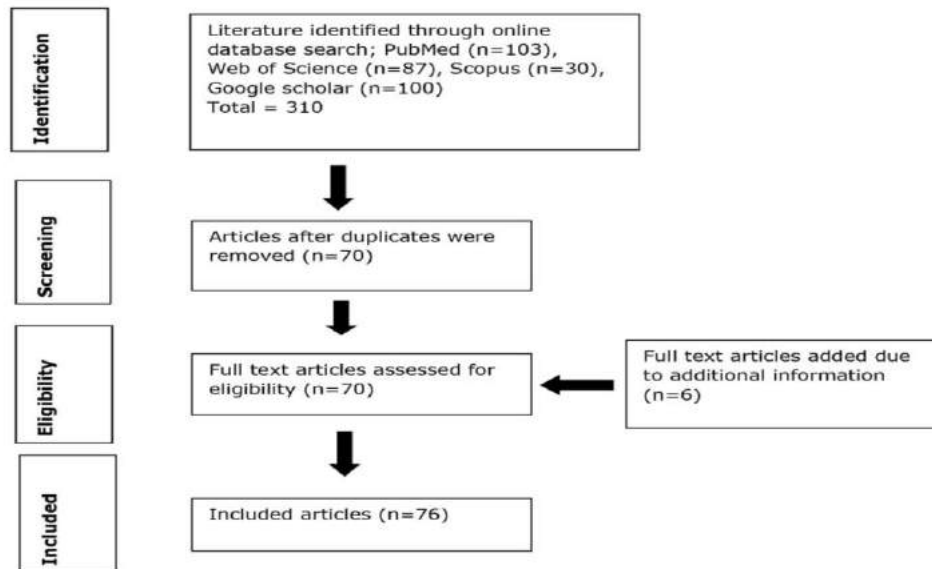 Identification
Literature identified through online
database search; PubMed (n=103),
Web of Science (n=87), Scopus (n=30),
Google scholar (n=100)
Total = 310
Screening
Articles after duplicates were
removed (n=70)
Eligibility
Full text articles assessed for
eligibility (n=70)
Full text articles added due
to additional information
(n=6)
Included
Included articles (n=76)